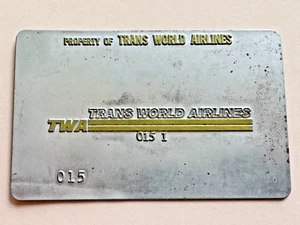 PROPERTY OF TRANS WORLD AIRLINES
TRANS WORLD AIRLINES
TWA
015 1
015